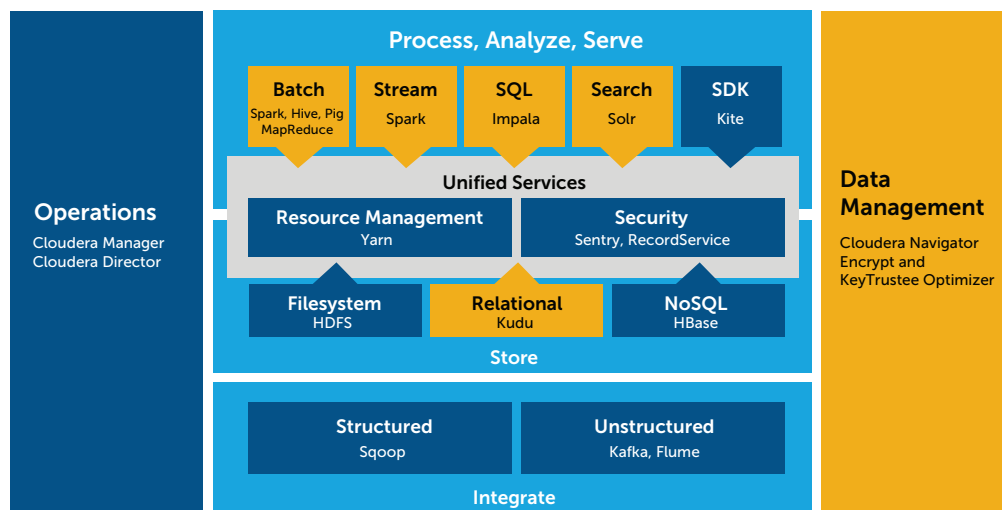 Operations
Cloudera Manager
Cloudera Director
Process, Analyze, Serve
Batch
Spark, Hive, Pig
MapReduce
Stream
Spark
SQL
Impala
Search
Solr
SDK
Kite
Unified Services
Resource Management
Yarn
Security
Sentry, RecordService
Filesystem
HDFS
Relational
Kudu
NoSQL
HBase
Store
Structured
Sqoop
Unstructured
Kafka, Flume
Integrate
Data
Management
Cloudera Navigator
Encrypt and
KeyTrustee Optimizer